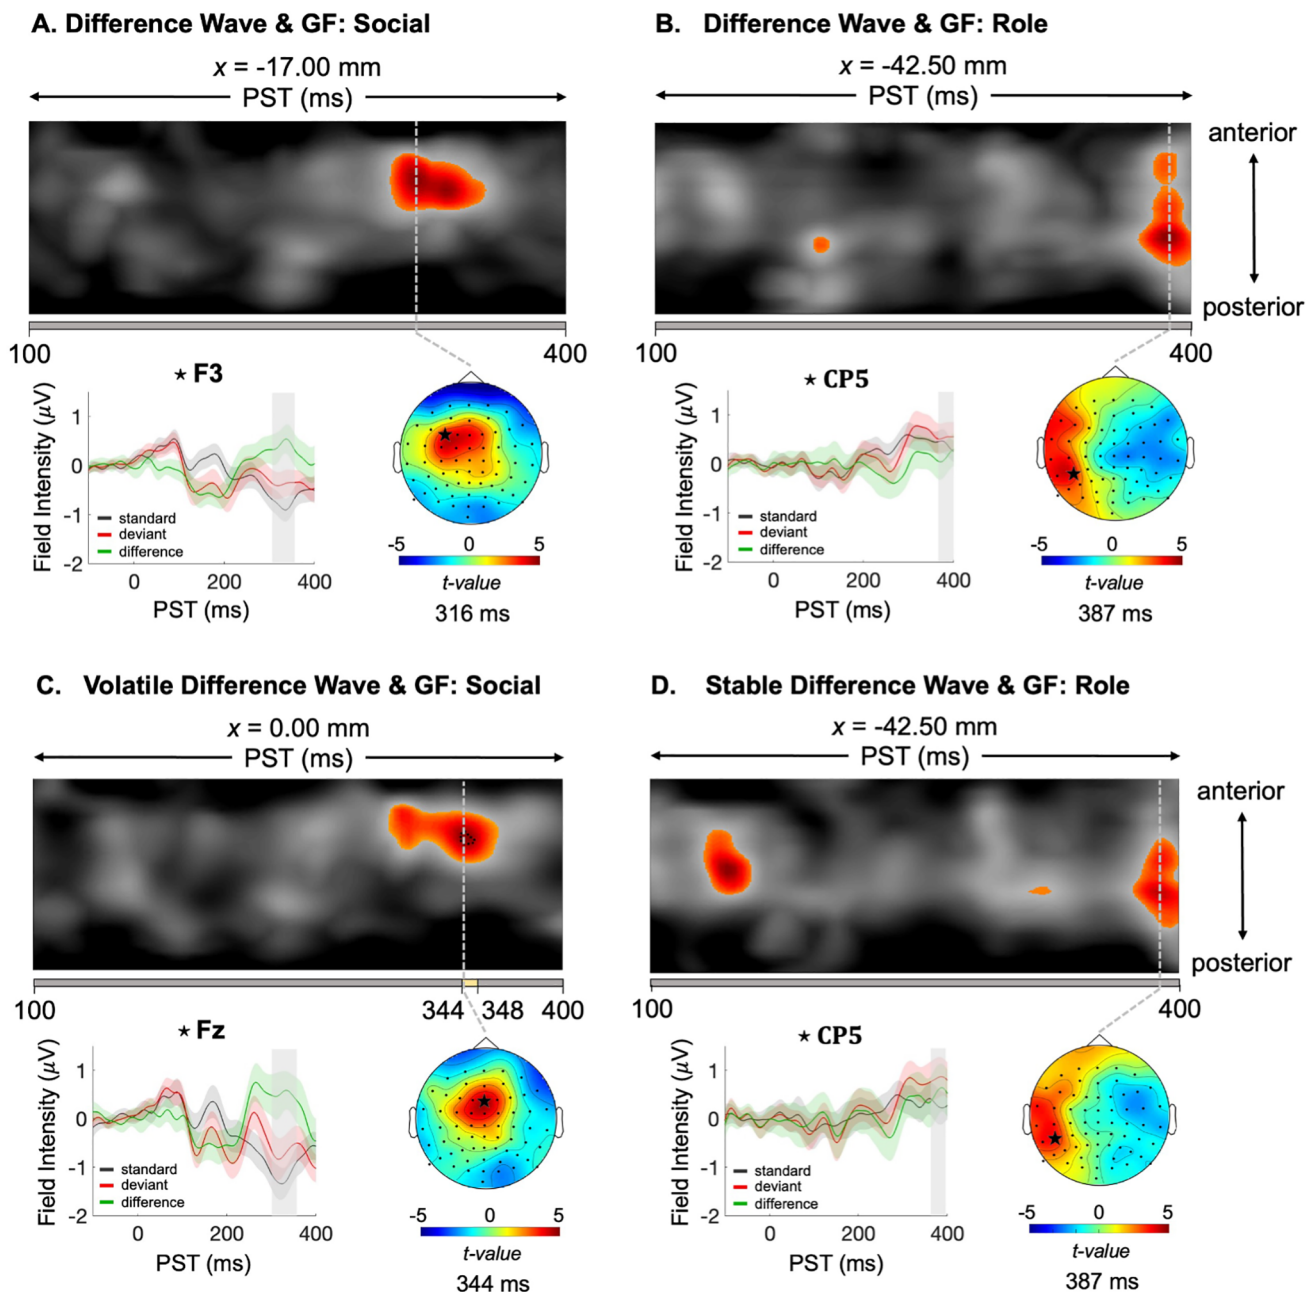 A. Difference Wave & GF: Social
x = -17.00 mm
PST (ms)
100
400
★ F3
Field Intensity (μV)
1
0
-1
-2
standard
deviant
difference
0
200
400
PST (ms)
-5
0
5
t-value
316 ms
B. Difference Wave & GF: Role
x = -42.50 mm
PST (ms)
anterior
posterior
100
400
★ CP5
Field Intensity (μV)
1
0
-1
-2
standard
deviant
difference
0
200
400
PST (ms)
-5
0
5
t-value
387 ms
C. Volatile Difference Wave & GF: Social
x = 0.00 mm
PST (ms)
100
344
348
400
★ Fz
Field Intensity (μV)
1
0
-1
-2
standard
deviant
difference
0
200
400
PST (ms)
-5
0
5
t-value
344 ms
D. Stable Difference Wave & GF: Role
x = -42.50 mm
PST (ms)
anterior
posterior
100
400
★ CP5
Field Intensity (μV)
1
0
-1
-2
standard
deviant
difference
0
200
400
PST (ms)
-5
0
5
t-value
387 ms